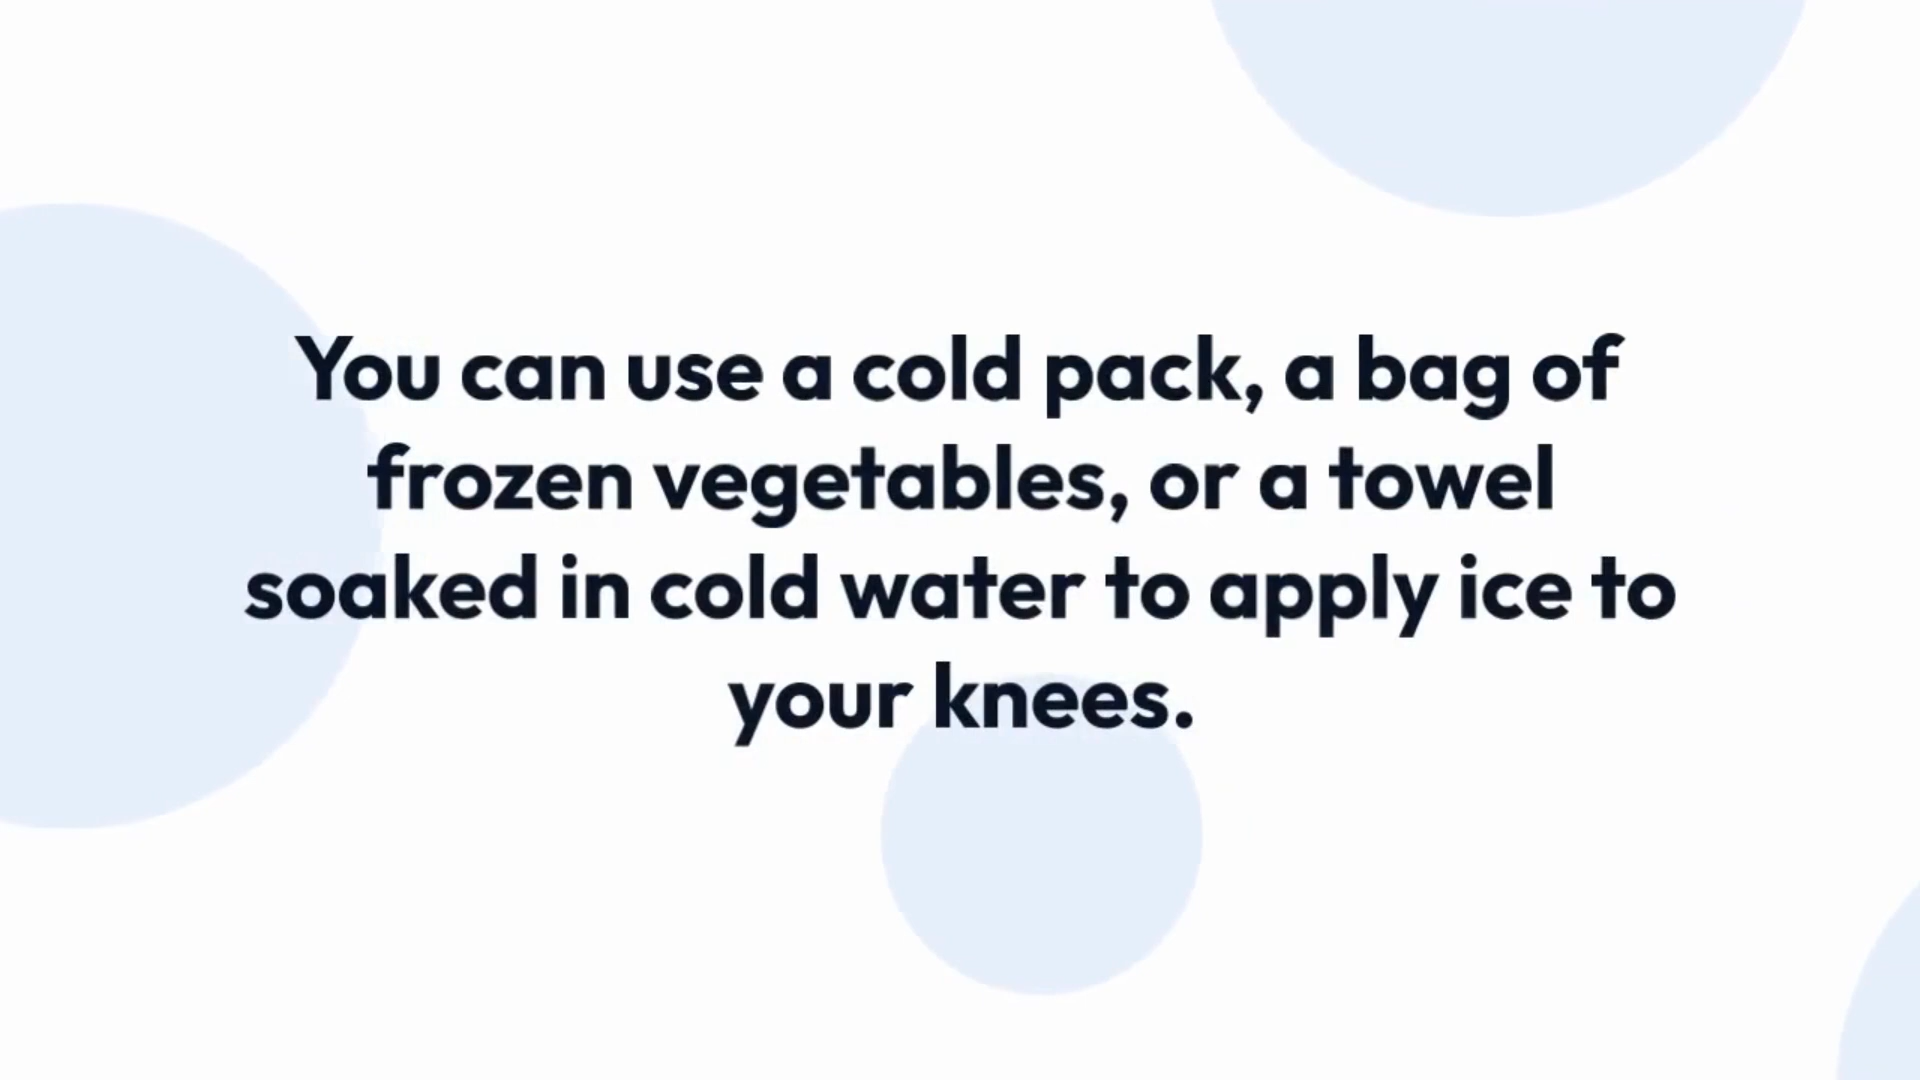 You can use a cold pack, a bag of
frozen vegetables, or a towel
soaked in cold water to apply ice to
your knees.